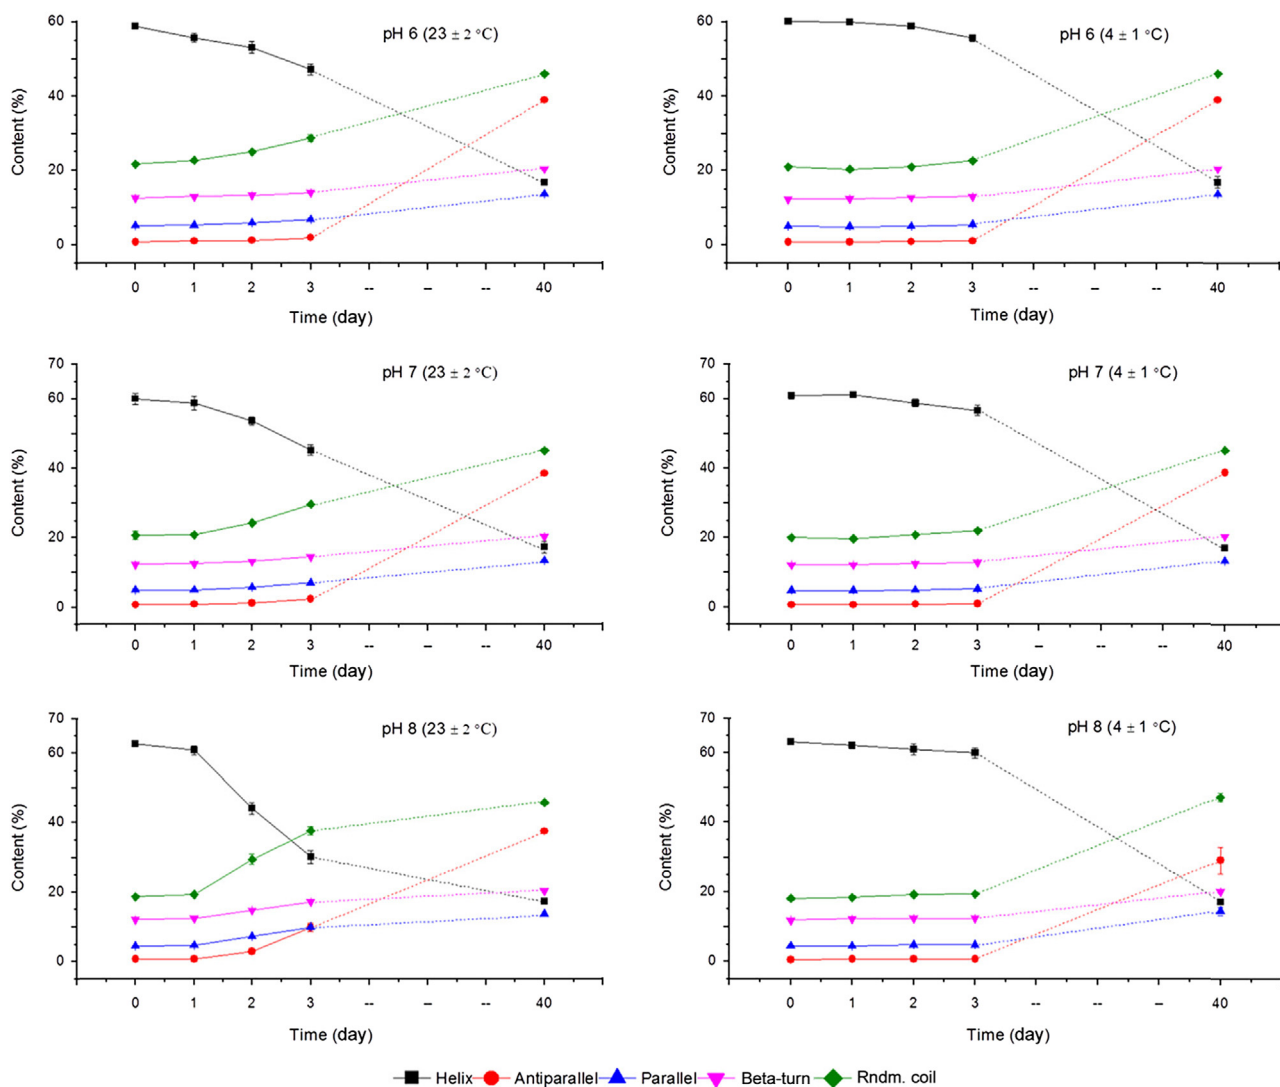 pH 6 (23 ± 2 °C)
Content (%)
60
40
20
0
0 1 2 3 -- – -- 40
Time (day)
pH 6 (4 ± 1 °C)
Content (%)
60
40
20
0
0 1 2 3 -- – -- 40
Time (day)
pH 7 (23 ± 2 °C)
Content (%)
70
60
40
20
0
0 1 2 3 -- – -- 40
Time (day)
pH 7 (4 ± 1 °C)
Content (%)
70
60
40
20
0
0 1 2 3 – -- – 40
Time (day)
pH 8 (23 ± 2 °C)
Content (%)
70
60
40
20
0
0 1 2 3 -- – -- 40
Time (day)
pH 8 (4 ± 1 °C)
Content (%)
70
60
40
20
0
0 1 2 3 -- -- – 40
Time (day)
Helix Antiparallel Parallel Beta-turn Rndm. coil